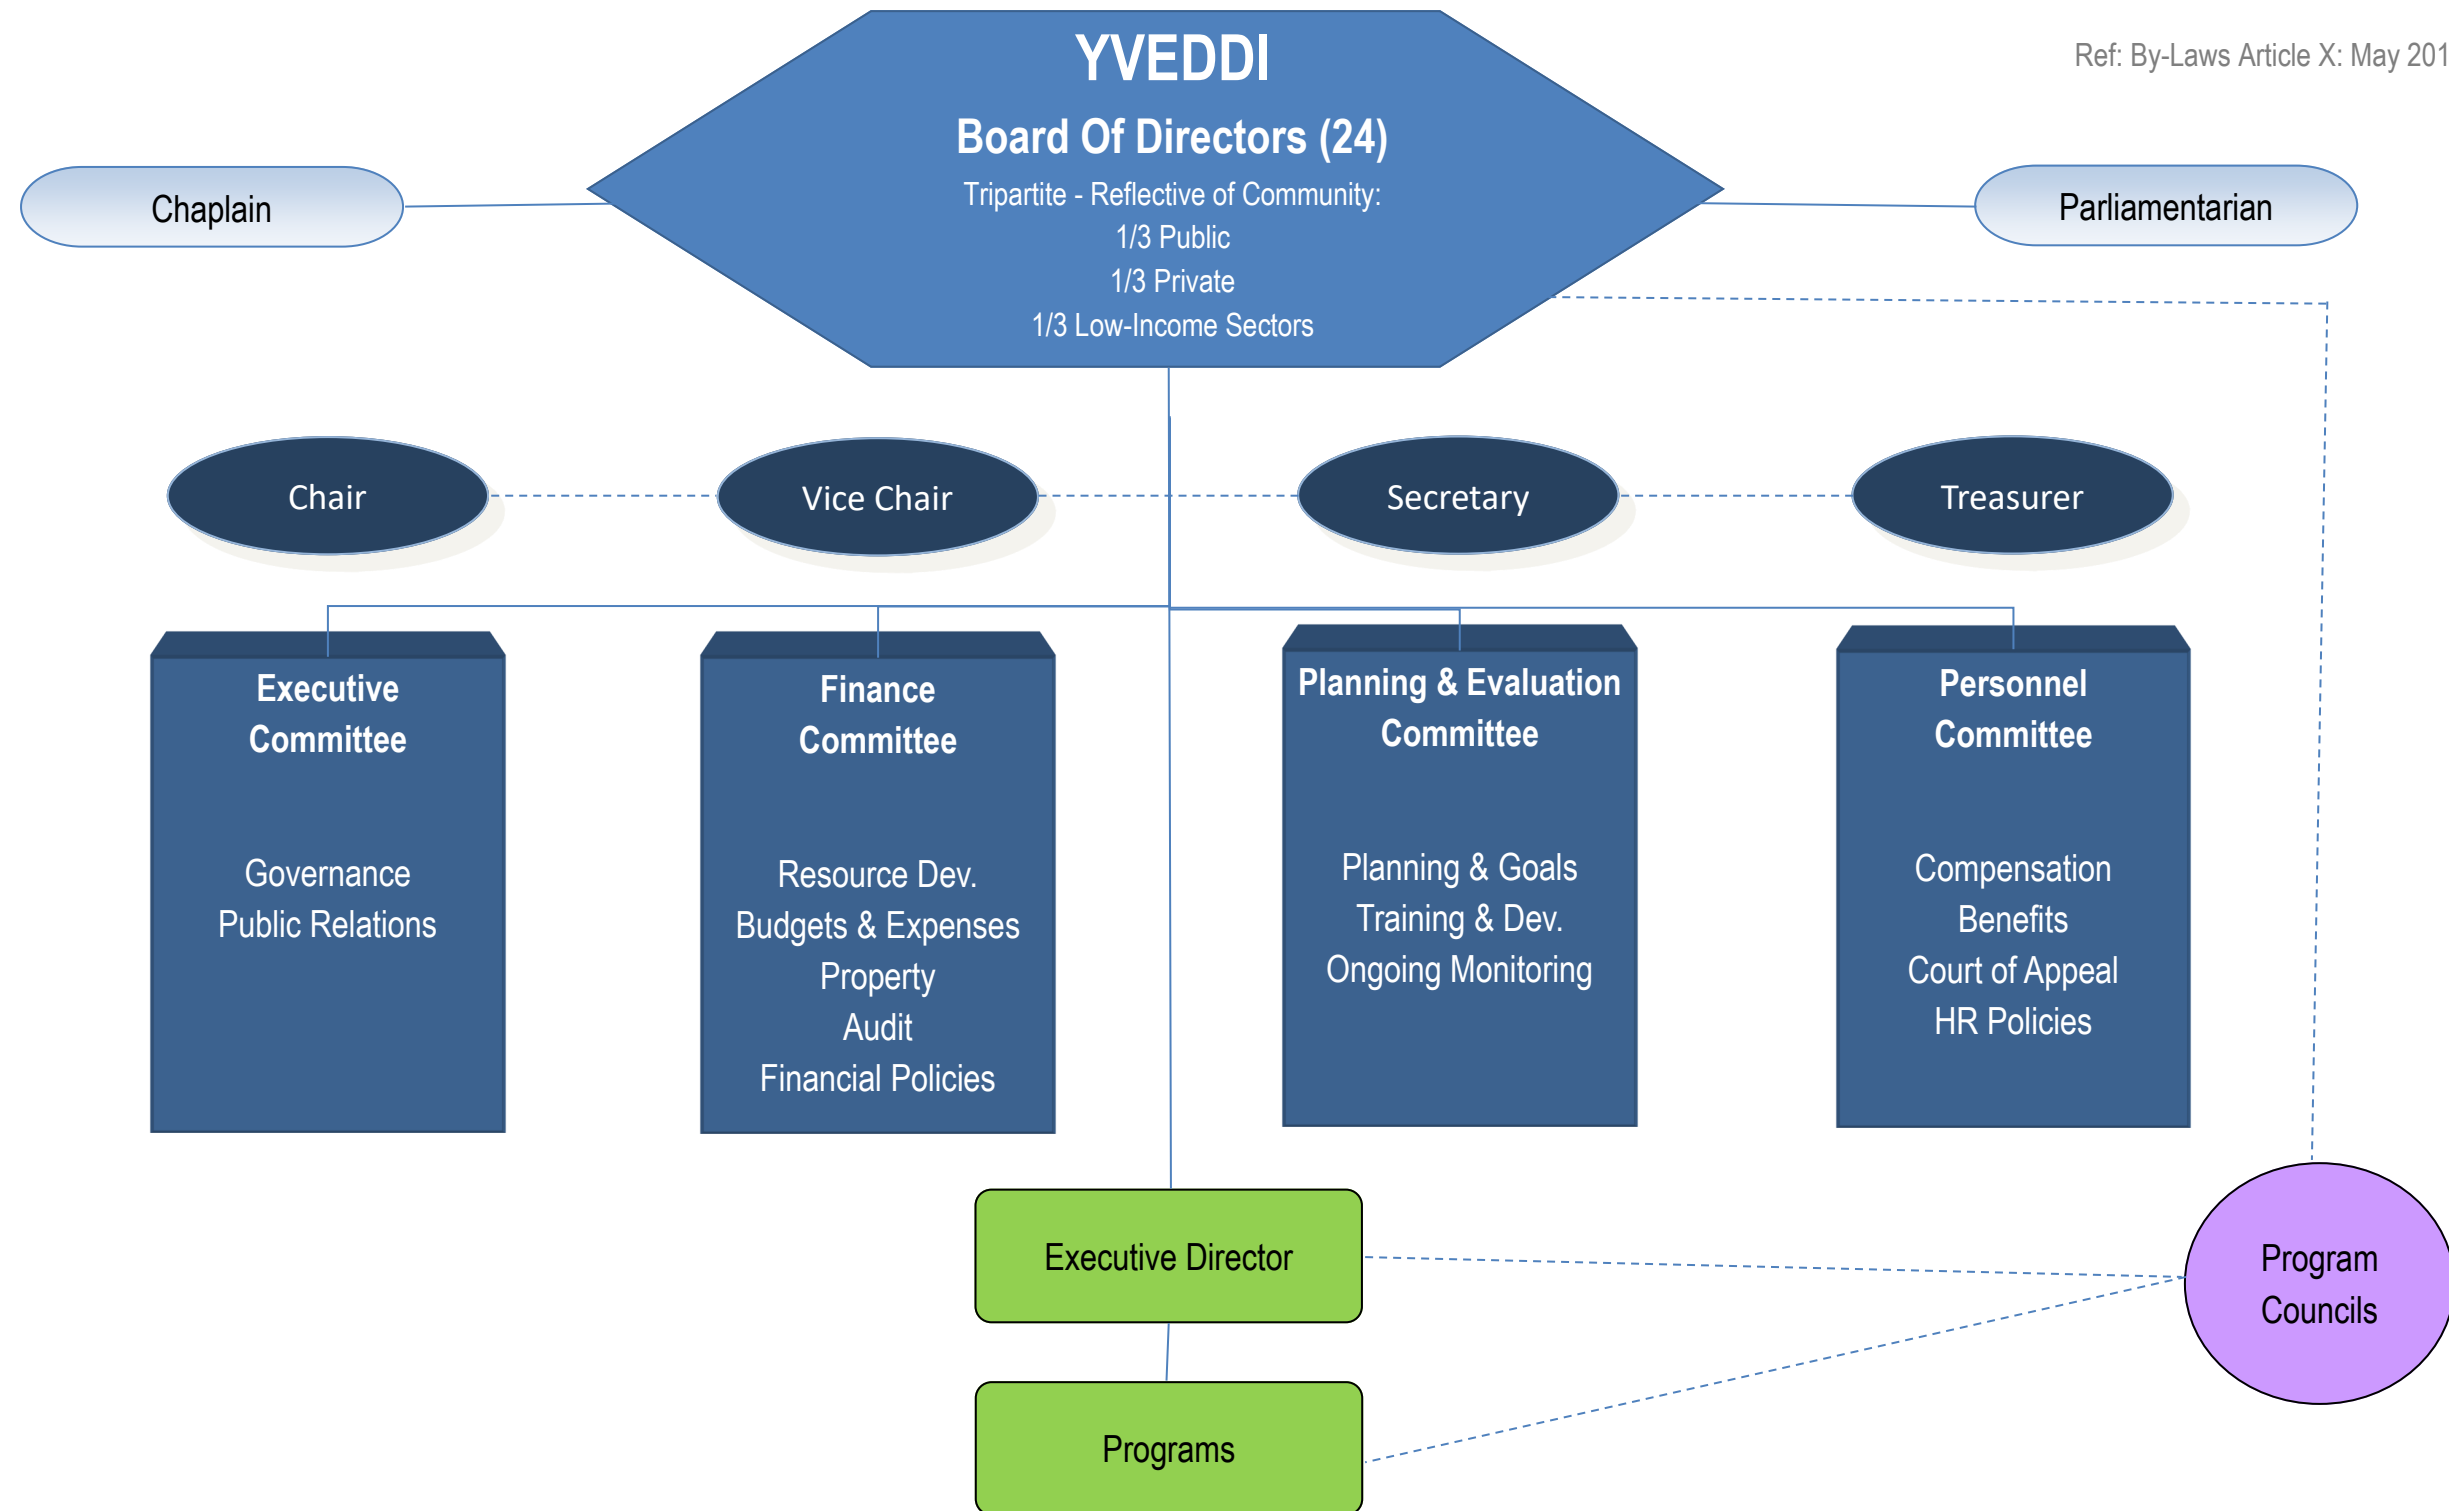 YVEDDI
Ref: By-Laws Article X: May 201
Board Of Directors (24)
Tripartite - Reflective of Community:
1/3 Public
1/3 Private
1/3 Low-Income Sectors
Chaplain
Parliamentarian
Chair
Vice Chair
Secretary
Treasurer
Executive
Committee
Governance
Public Relations
Finance
Committee
Resource Dev.
Budgets & Expenses
Property
Audit
Financial Policies
Planning & Evaluation
Committee
Planning & Goals
Training & Dev.
Ongoing Monitoring
Personnel
Committee
Compensation
Benefits
Court of Appeal
HR Policies
Executive Director
Program
Councils
Programs